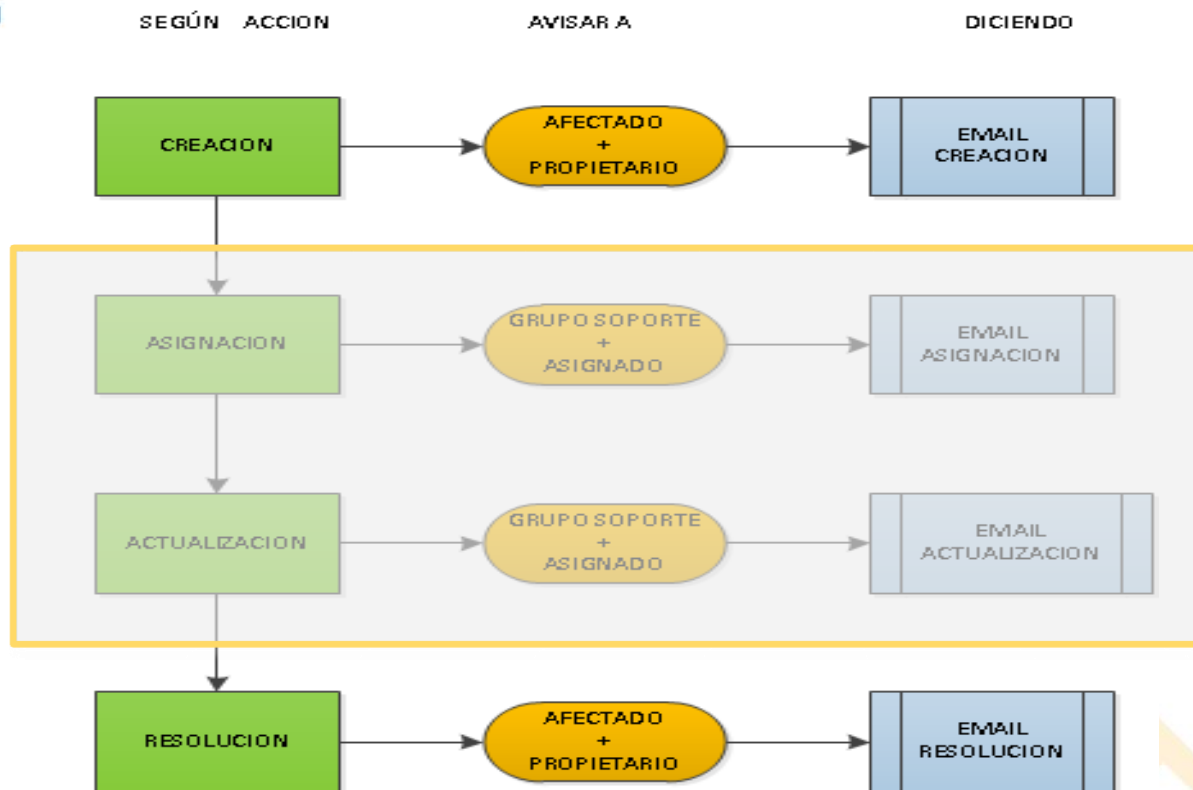 SEGÚN ACCION
AVISAR A
DICIENDO
CREACION
AFECTADO
+
PROPIETARIO
EMAIL
CREACION
ASIGNACION
GRUPO SOPORTE
+
ASIGNADO
EMAIL
ASIGNACION
ACTUALIZACION
GRUPO SOPORTE
+
ASIGNADO
EMAIL
ACTUALIZACION
RESOLUCION
AFECTADO
+
PROPIETARIO
EMAIL
RESOLUCION